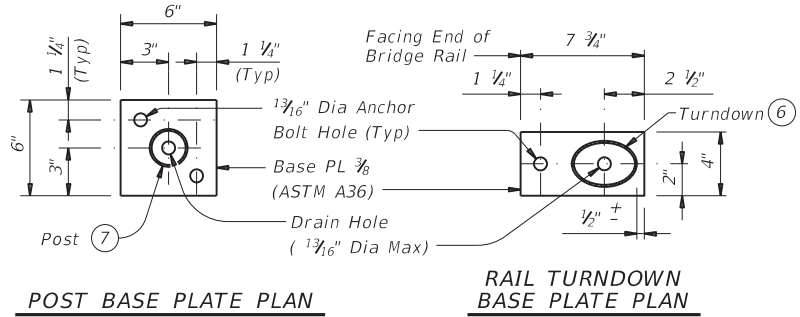 6"
3"
1 1/4"
(Typ)
1 1/4"
(Typ)
6"
3"
13/16" Dia Anchor
Bolt Hole (Typ)
Base PL 3/8
(ASTM A36)
Drain Hole
( 13/16" Dia Max)
Post 7
POST BASE PLATE PLAN
Facing End of
Bridge Rail
7 3/4"
1 1/4"
2 1/2"
Turndown 6
2"
4"
1/2" ±
RAIL TURNDOWN
BASE PLATE PLAN